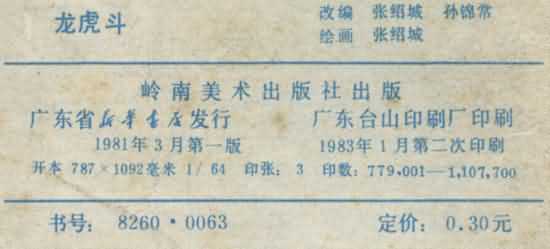 龙虎斗
改编 张绍城 孙锦常
绘画 张绍城
岭南美术出版社出版
广东省新华书店发行 广东台山印刷厂印刷
1981年3月第一版 1983年1月第二次印刷
开本 787×1092毫米 1/64 印张：3 印数：779,001—1,107,700
书号：8260·0063 定价：0.30元